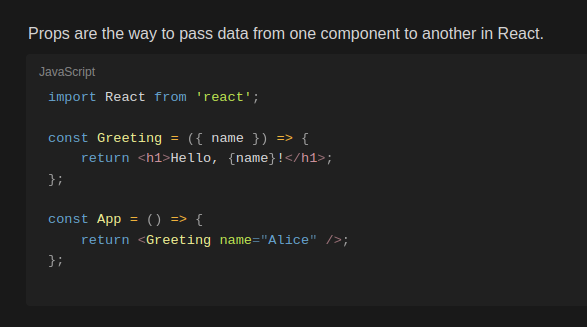 Props are the way to pass data from one component to another in React.
JavaScript
import React from 'react';
const Greeting = ({ name }) => {
    return <h1>Hello, {name}!</h1>;
};
const App = () => {
    return <Greeting name="Alice" />;
};